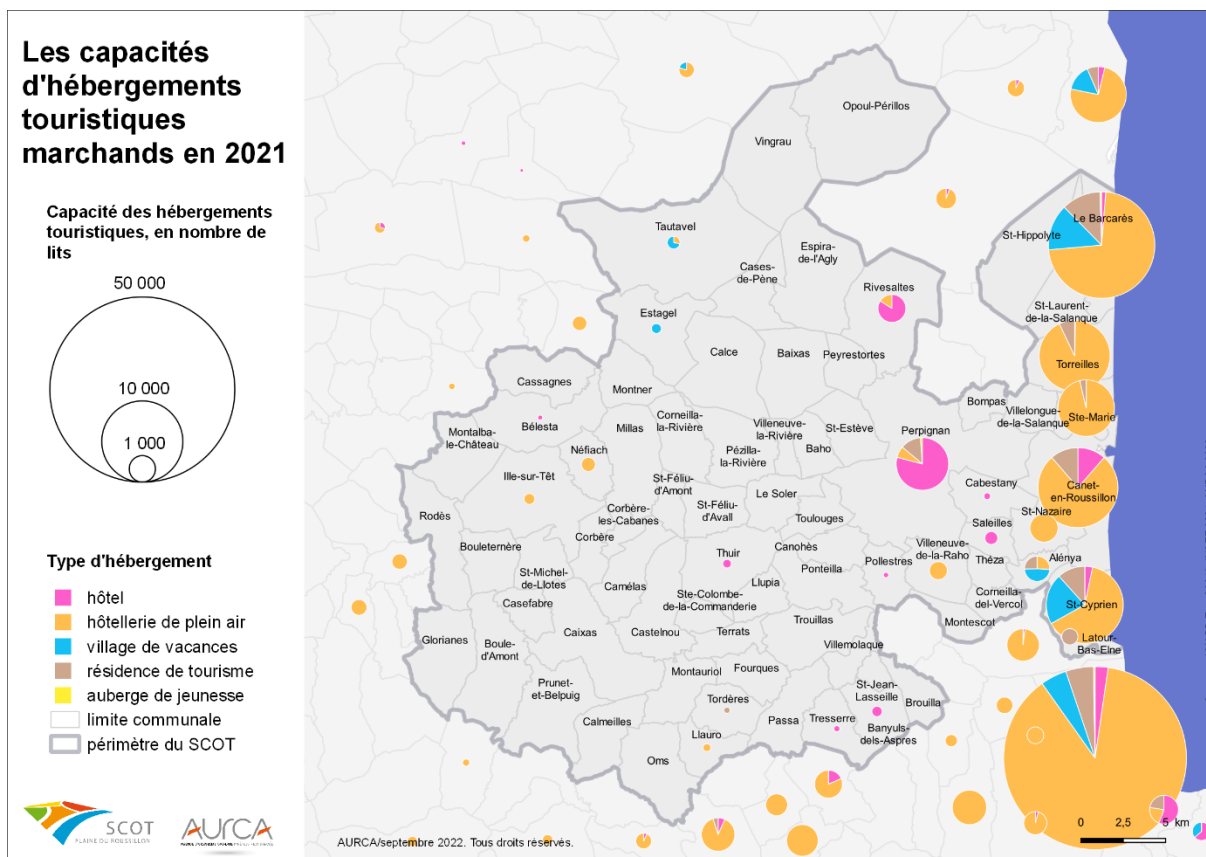 Les capacités
d'hébergements
touristiques
marchands en 2021
Capacité des hébergements
touristiques, en nombre de
lits
50 000
10 000
1 000
Type d'hébergement
hôtel
hôtellerie de plein air
village de vacances
résidence de tourisme
auberge de jeunesse
limite communale
périmètre du SCOT
SCOT
PLAINE DU ROUSSILLON
AURCA
Opoul-Périllos
Vingrau
Tautavel
Le Barcarès
St-Hippolyte
Espira-
de-l'Agly
Cases-
de-Pène
Rivesaltes
St-Laurent-
de-la-Salanque
Estagel
Calce
Baixas
Peyrestortes
Torreilles
Cassagnes
Montner
Bompas
Villelongue-
de-la-Salanque
Ste-Marie
Bélesta
Millas
Corneilla-
la-Rivière
Villeneuve-
la-Rivière
St-Estève
Perpignan
Montalba-
le-Château
Néfiach
Pézilla-
la-Rivière
Baho
Ille-sur-Têt
St-Féliu-
d'Amont
Le Soler
Cabestany
Canet-
en-Roussillon
Rodès
Corbère-
les-Cabanes
St-Féliu-
d'Avall
Toulouges
St-Nazaire
Corbère
Saleilles
Bouleternère
Thuir
Canohès
Pollestres
Villeneuve-
de-la-Raho
Théza
Alénya
St-Michel-
de-Llotes
Camélas
Llupia
Ponteilla
Corneilla-
del-Vercol
Casefabre
Ste-Colombe-
de-la-Commanderie
St-Cyprien
Trouillas
Montescot
Glorianes
Boule-
d'Amont
Caixas
Castelnou
Terrats
Villemolaque
Latour-
Bas-Elne
Montauriol
Fourques
Prunet-
et-Belpuig
St-Jean-
Lasseille
Tordères
Brouilla
Calmeilles
Passa
Tresserre
Banyuls-
dels-Aspres
Llauro
Oms
0 2,5 5 km
AURCA/septembre 2022. Tous droits réservés.